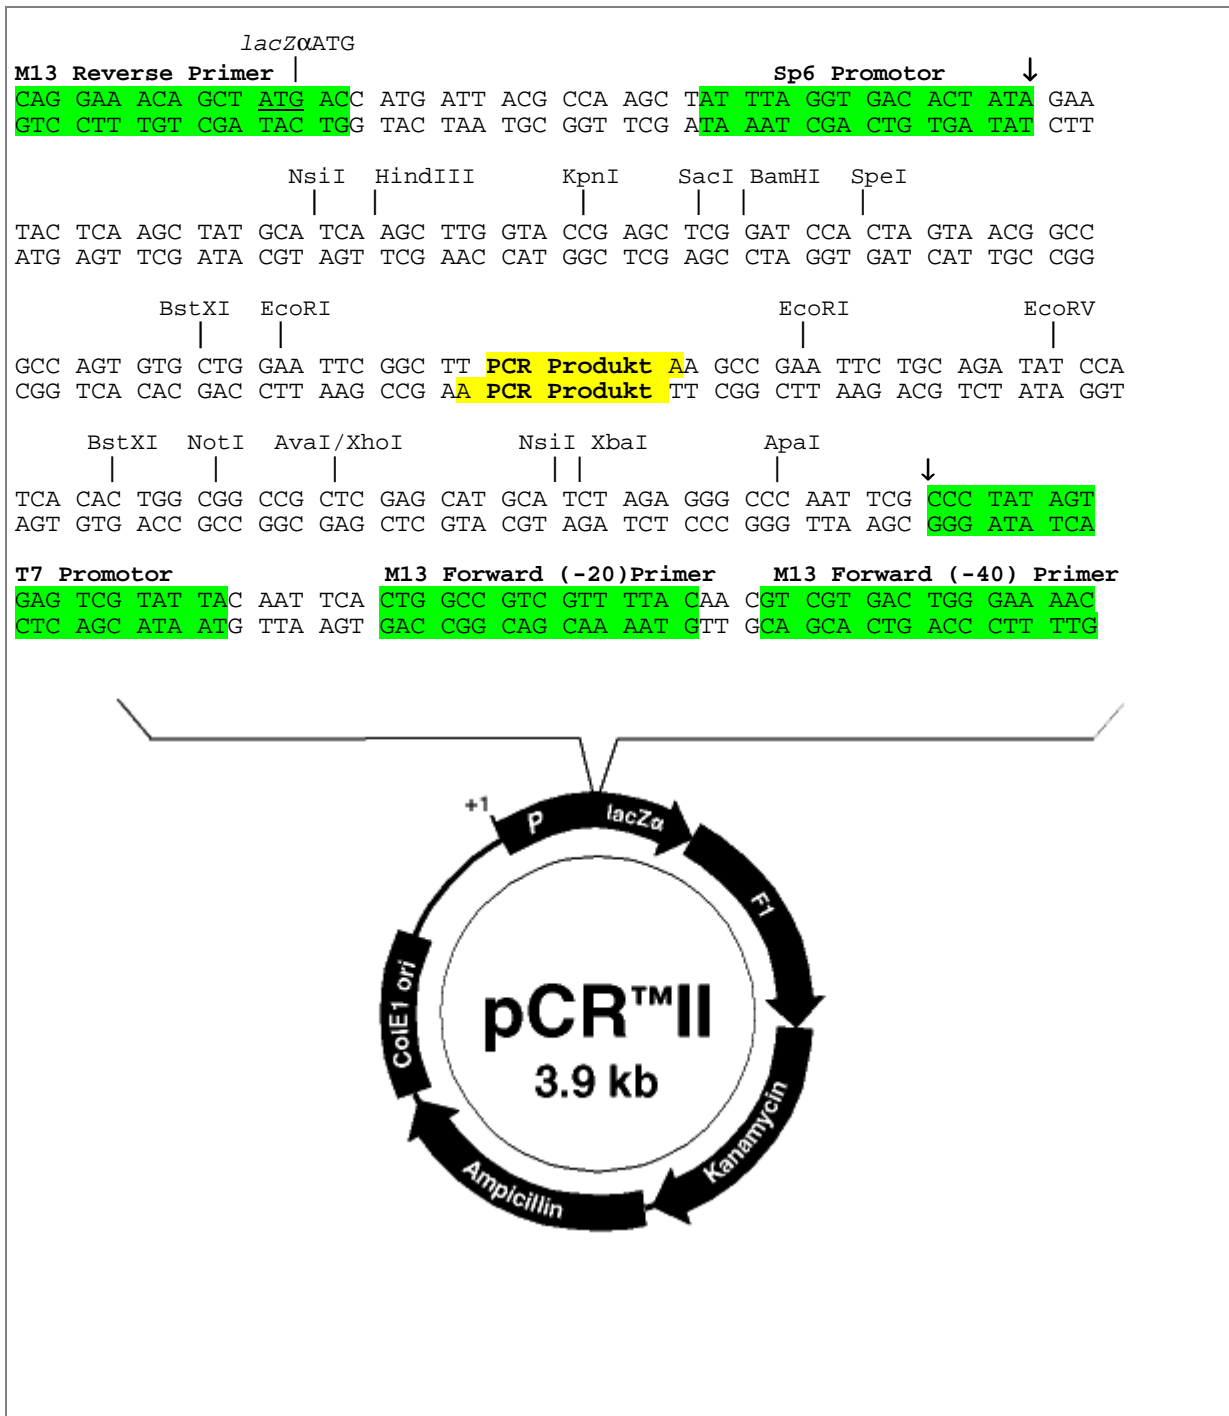 lacZαATG
M13 Reverse Primer Sp6 Promotor ↓
CAG GAA ACA GCT ATG ACC ATG ATT ACG CCA AGC TAT TTA GGT GAC ACT ATA GAA
GTC CTT TGT CGA TAC TGG TAC TAA TGC GGT TCG ATA AAT CGA CTG TGA TAT CTT
NsiI HindIII KpnI SacI BamHI SpeI
TAC TCA AGC TAT GCA TCA AGC TTG GTA CCG AGC TCG GAT CCA CTA GTA ACG GCC
ATG AGT TCG ATA CGT AGT TCG AAC CAT GGC TCG AGC CTA GGT GAT CAT TGC CGG
BstXI EcoRI EcoRI EcoRV
GCC AGT GTG CTG GAA TTC GGC TT PCR Produkt AA GCC GAA TTC TGC AGA TAT CCA
CGG TCA CAC GAC CTT AAG CCG AA PCR Produkt TT CGG CTT AAG ACG TCT ATA GGT
BstXI NotI AvaI/XhoI NsiI XbaI ApaI
↓
TCA CAC TGG CGG CCG CTC GAG CAT GCA TCT AGA GGG CCC AAT TCG CCC TAT AGT
AGT GTG ACC GCC GGC GAG CTC GTA CGT AGA TCT CCC GGG TTA AGC GGG ATA TCA
T7 Promotor M13 Forward (-20)Primer M13 Forward (-40) Primer
GAG TCG TAT TAC AAT TCA CTG GCC GTC GTT TTA CAA CGT CGT GAC TGG GAA AAC
CTC AGC ATA ATG TTA AGT GAC CGG CAG CAA AAT GTT GCA GCA CTG ACC CTT TTG
+1
P
lacZα
F1
Kanamycin
Ampicillin
ColE1 ori
pCR™II
3.9 kb